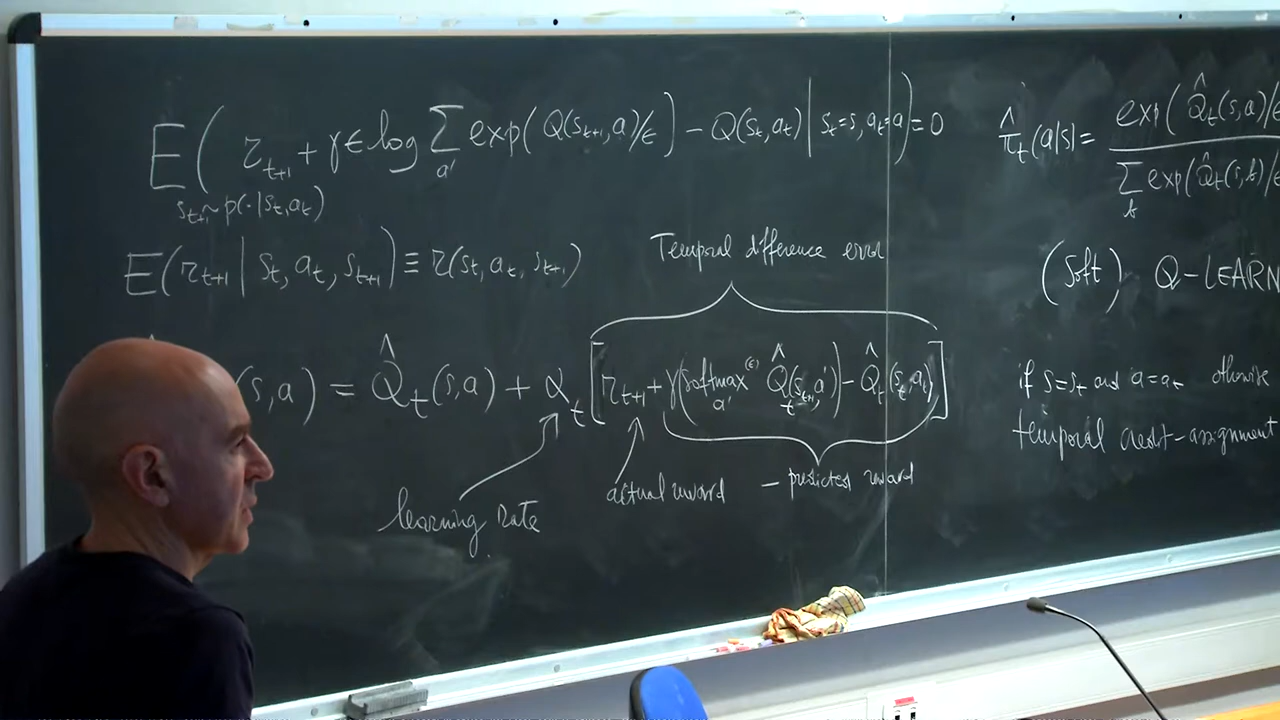 E( r_{t+1} + γ ϵ log Σ_{a'} exp( Q(s_{t+1},a)/ϵ ) − Q(s_t,a_t) | s_t=s, a_t=a ) = 0
s_{t+1} ~ p(·|s_t,a_t)
π̂_t(a|s) = exp(Q̂_t(s,a)/ϵ
Σ_b exp(Q̂_t(s,b)/ϵ
E( r_{t+1} | s_t, a_t, s_{t+1} ) ≡ r(s_t, a_t, s_{t+1})
Temporal difference error
(Soft) Q-LEARN
(s,a) = Q̂_t(s,a) + α_t [ r_{t+1} + γ( softmax_{a'}^{(ϵ)} Q̂_t(s_{t+1},a') ) − Q̂_t(s_t,a_t) ]
if s=s_t and a=a_t otherwise
temporal credit-assignment
learning rate
actual reward
− predicted reward